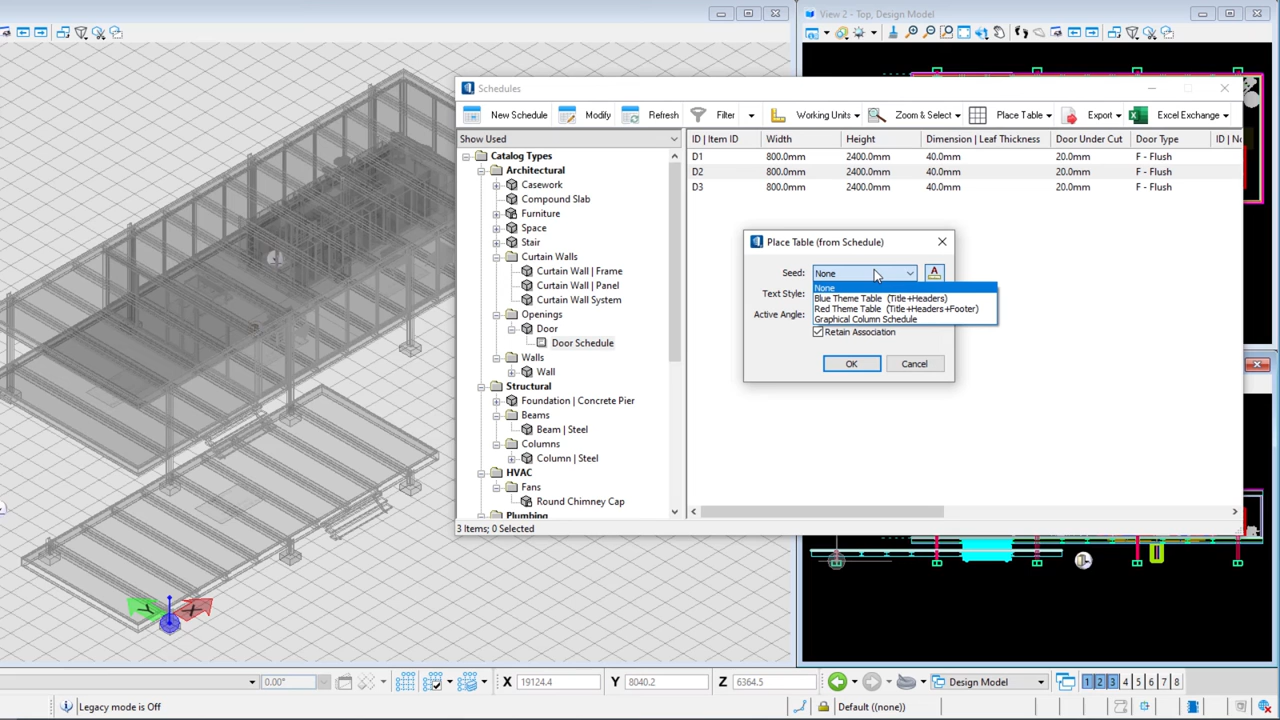 View 2 - Top, Design Model
Schedules
New Schedule Modify Refresh Filter Working Units Zoom & Select Place Table Export Excel Exchange
Show Used
ID | Item ID Width Height Dimension | Leaf Thickness Door Under Cut Door Type ID | No
D1 800.0mm 2400.0mm 40.0mm 20.0mm F - Flush
D2 800.0mm 2400.0mm 40.0mm 20.0mm F - Flush
D3 800.0mm 2400.0mm 40.0mm 20.0mm F - Flush
Catalog Types
Architectural
Casework
Compound Slab
Furniture
Space
Stair
Curtain Walls
Curtain Wall | Frame
Curtain Wall | Panel
Curtain Wall System
Openings
Door
Door Schedule
Walls
Wall
Structural
Foundation | Concrete Pier
Beams
Beam | Steel
Columns
Column | Steel
HVAC
Fans
Round Chimney Cap
Plumbing
3 Items; 0 Selected
Place Table (from Schedule)
Seed: None A
None
Blue Theme Table (Title+Headers)
Red Theme Table (Title+Headers+Footer)
Graphical Column Schedule
Text Style:
Active Angle:
Retain Association
OK Cancel
Y X
0.00° X 19124.4 Y 8040.2 Z 6364.5 Design Model 1 2 3 4 5 6 7 8
Legacy mode is Off Default ((none))